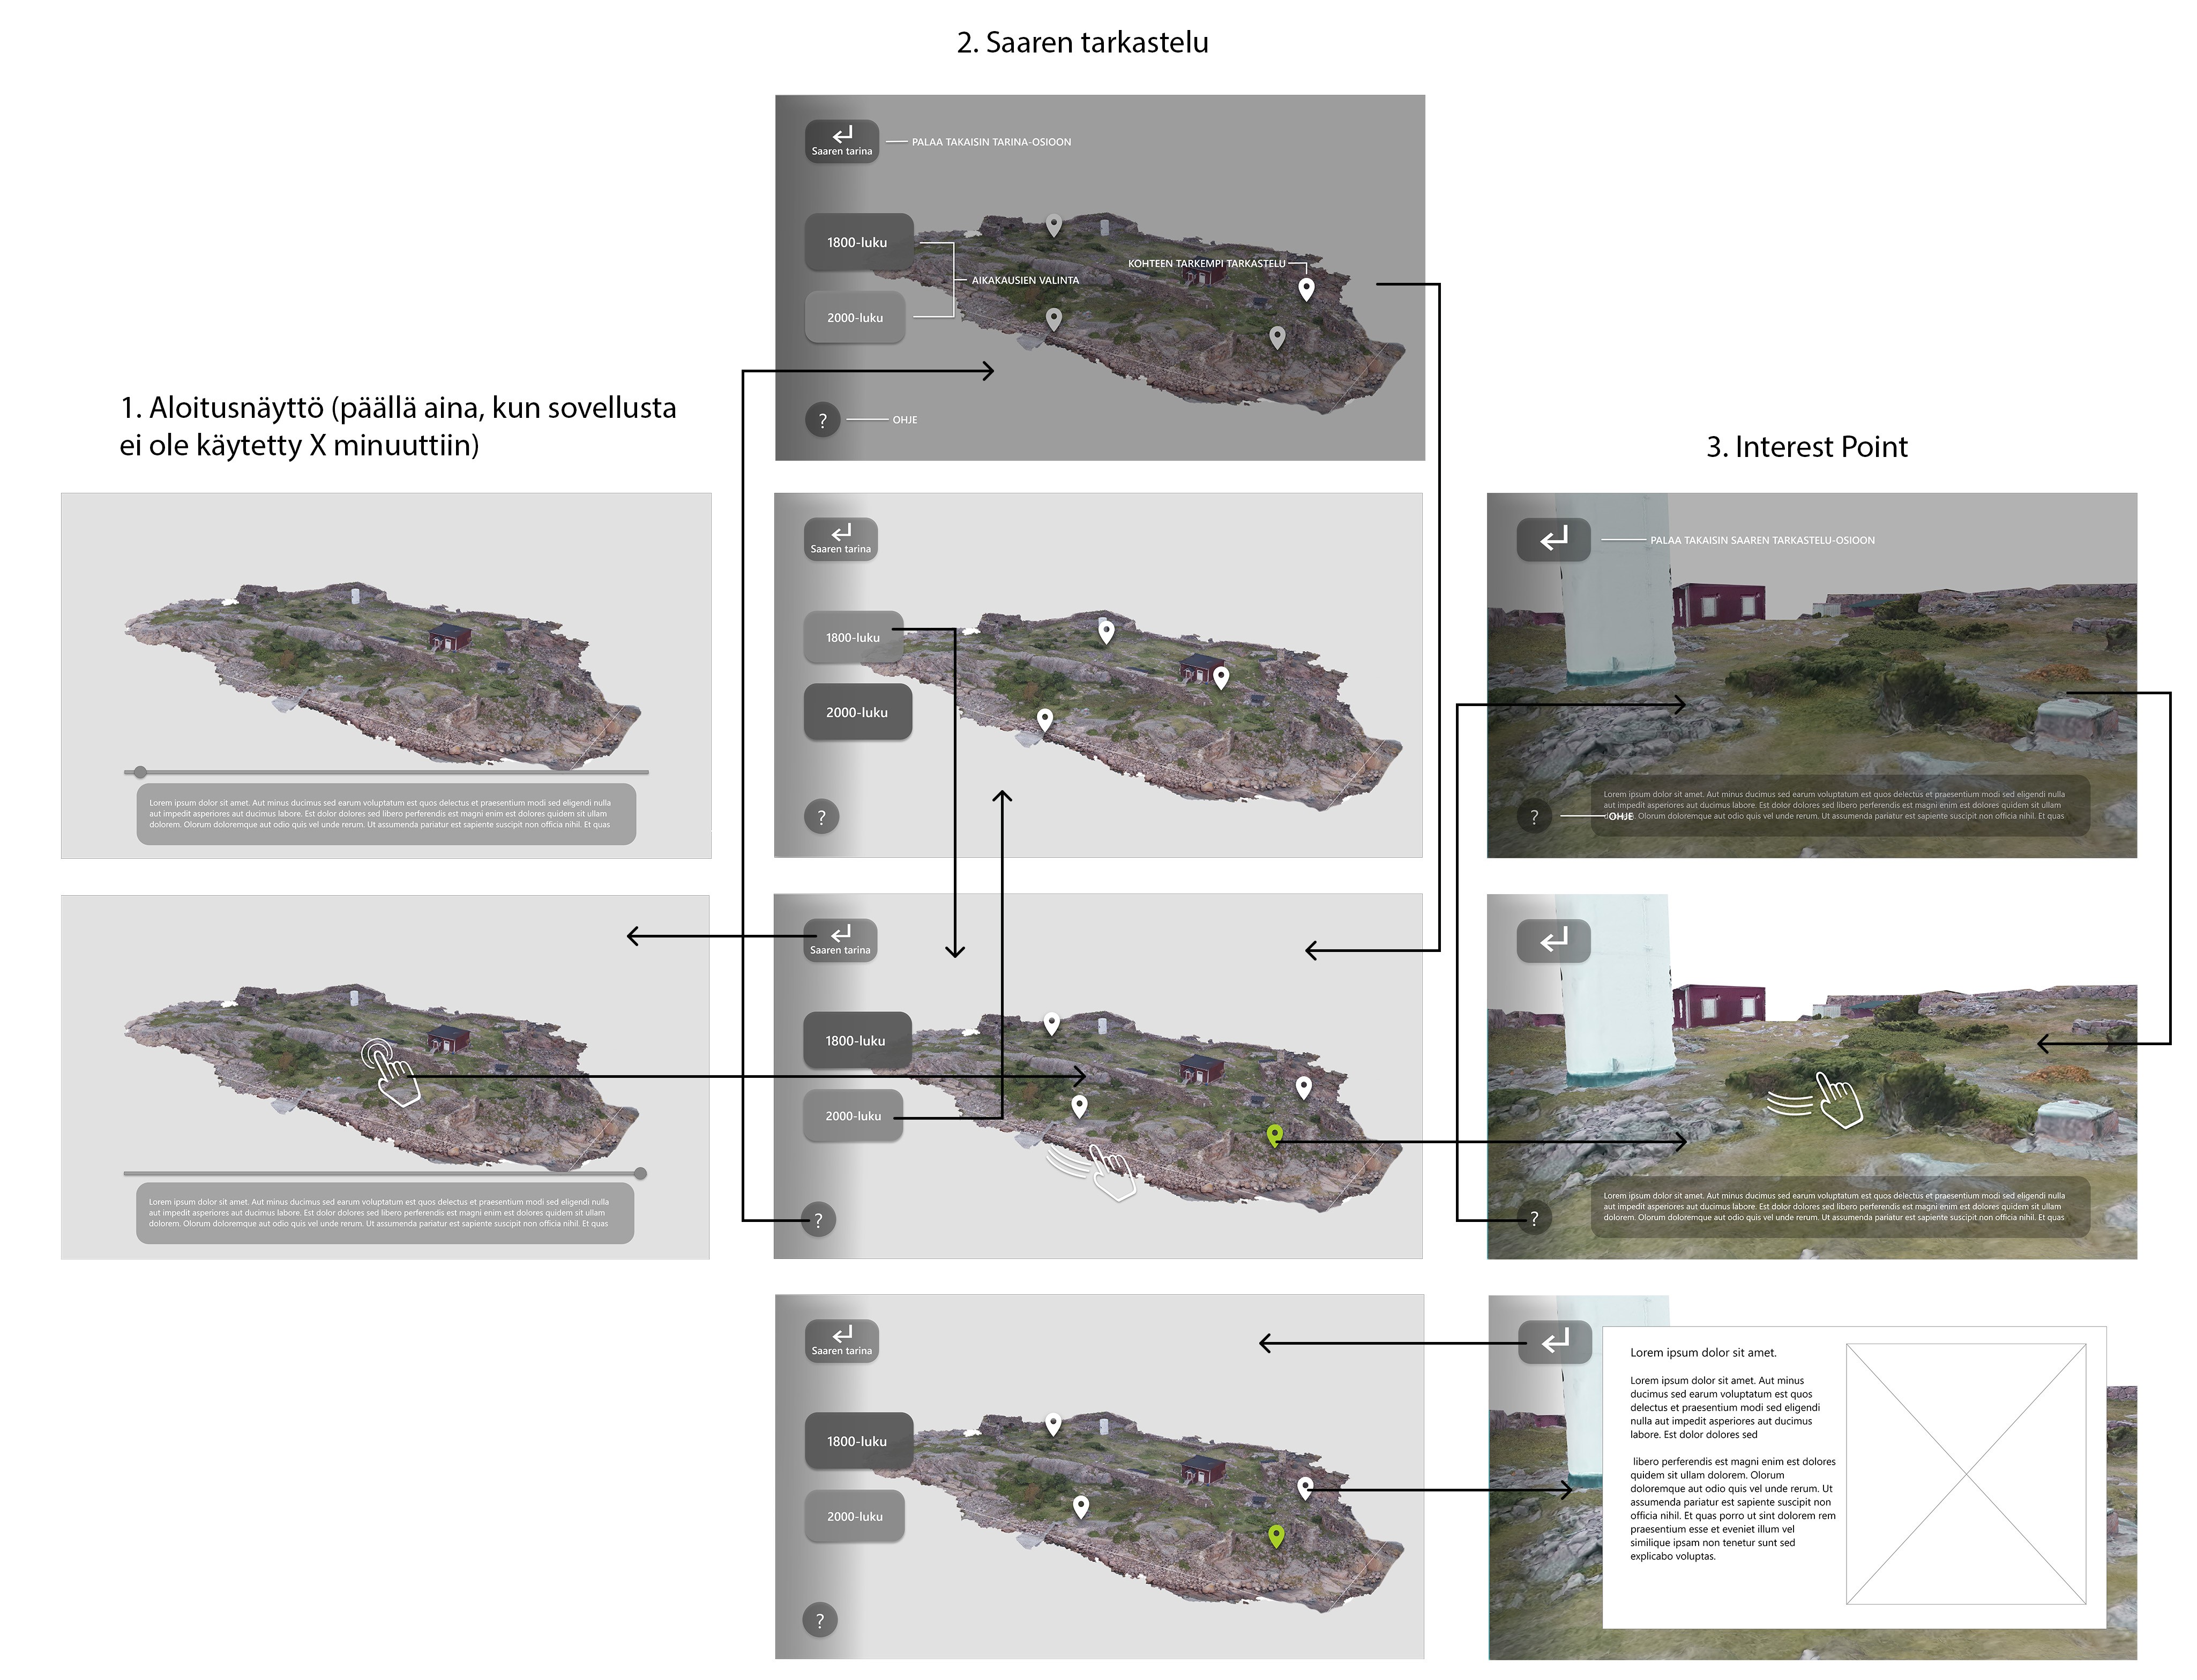 2. Saaren tarkastelu
Saaren tarina
PALAA TAKAISIN TARINA-OSIOON
1800-luku
KOHTEEN TARKEMPI TARKASTELU
AIKAKAUSIEN VALINTA
2000-luku
?
OHJE
1. Aloitusnäyttö (päällä aina, kun sovellusta
ei ole käytetty X minuuttiin)
3. Interest Point
Lorem ipsum dolor sit amet. Aut minus ducimus sed earum voluptatum est quos delectus et praesentium modi sed eligendi nulla
aut impedit asperiores aut ducimus labore. Est dolor dolores sed libero perferendis est magni enim est dolores quidem sit ullam
dolorem. Olorum doloremque aut odio quis vel unde rerum. Ut assumenda pariatur est sapiente suscipit non officia nihil. Et quas
Saaren tarina
1800-luku
2000-luku
?
PALAA TAKAISIN SAAREN TARKASTELU-OSIOON
Lorem ipsum dolor sit amet. Aut minus ducimus sed earum voluptatum est quos delectus et praesentium modi sed eligendi nulla
aut impedit asperiores aut ducimus labore. Est dolor dolores sed libero perferendis est magni enim est dolores quidem sit ullam
? OHJE Olorum doloremque aut odio quis vel unde rerum. Ut assumenda pariatur est sapiente suscipit non officia nihil. Et quas
Lorem ipsum dolor sit amet. Aut minus ducimus sed earum voluptatum est quos delectus et praesentium modi sed eligendi nulla
aut impedit asperiores aut ducimus labore. Est dolor dolores sed libero perferendis est magni enim est dolores quidem sit ullam
dolorem. Olorum doloremque aut odio quis vel unde rerum. Ut assumenda pariatur est sapiente suscipit non officia nihil. Et quas
Saaren tarina
1800-luku
2000-luku
?
Lorem ipsum dolor sit amet. Aut minus ducimus sed earum voluptatum est quos delectus et praesentium modi sed eligendi nulla
aut impedit asperiores aut ducimus labore. Est dolor dolores sed libero perferendis est magni enim est dolores quidem sit ullam
dolorem. Olorum doloremque aut odio quis vel unde rerum. Ut assumenda pariatur est sapiente suscipit non officia nihil. Et quas
?
Saaren tarina
1800-luku
2000-luku
?
Lorem ipsum dolor sit amet.
Lorem ipsum dolor sit amet. Aut minus
ducimus sed earum voluptatum est quos
delectus et praesentium modi sed eligendi
nulla aut impedit asperiores aut ducimus
labore. Est dolor dolores sed
libero perferendis est magni enim est dolores
quidem sit ullam dolorem. Olorum
doloremque aut odio quis vel unde rerum. Ut
assumenda pariatur est sapiente suscipit non
officia nihil. Et quas porro ut sint dolorem rem
praesentium esse et eveniet illum vel
similique ipsam non tenetur sunt sed
explicabo voluptas.